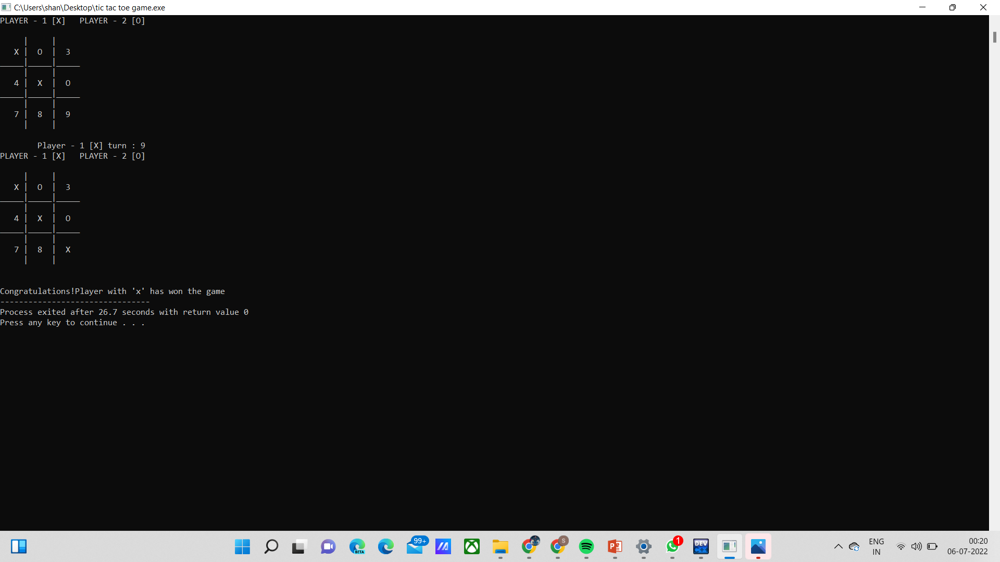 C:\Users\shan\Desktop\tic tac toe game.exe
PLAYER - 1 [X]   PLAYER - 2 [O]
     |     |
   X |  O  |  3
_____|_____|_____
     |     |
   4 |  X  |  O
_____|_____|_____
     |     |
   7 |  8  |  9
     |     |
        Player - 1 [X] turn : 9
PLAYER - 1 [X]   PLAYER - 2 [O]
     |     |
   X |  O  |  3
_____|_____|_____
     |     |
   4 |  X  |  O
_____|_____|_____
     |     |
   7 |  8  |  X
     |     |
Congratulations!Player with 'x' has won the game
--------------------------------
Process exited after 26.7 seconds with return value 0
Press any key to continue . . .
BETA
99+
S
P
1
DEV
C++
ENG
IN
00:20
06-07-2022